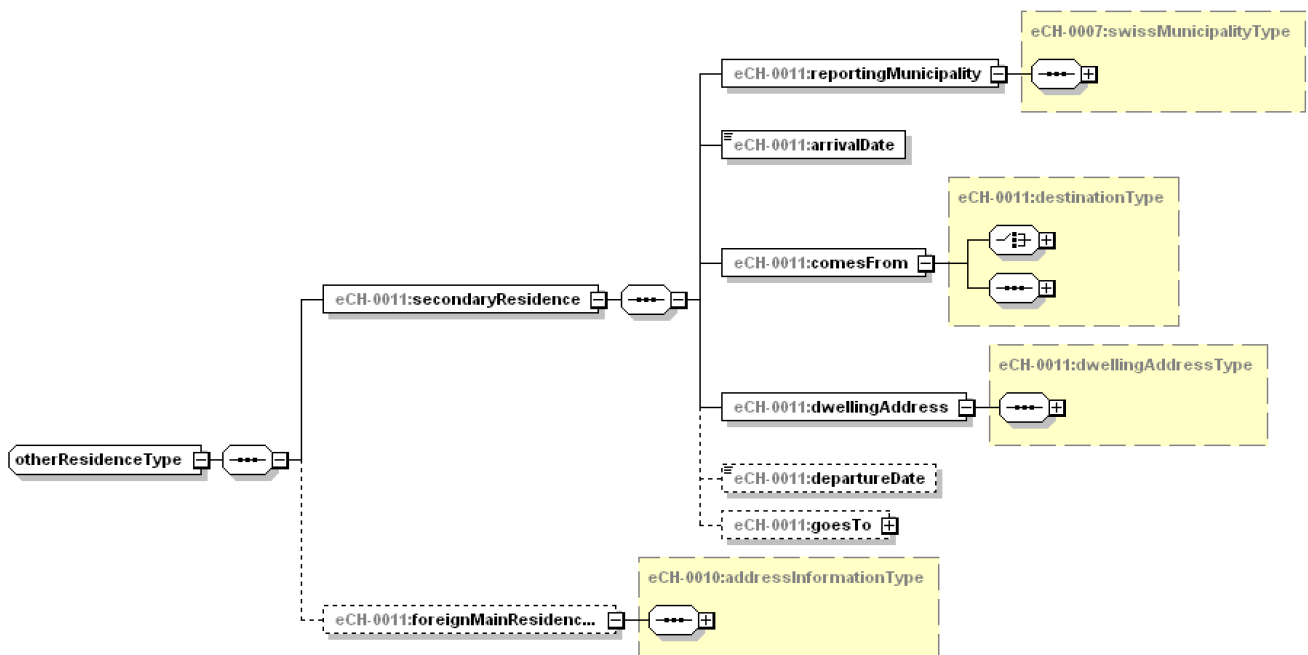 eCH-0007:swissMunicipalityType
eCH-0011:reportingMunicipality
eCH-0011:arrivalDate
eCH-0011:destinationType
eCH-0011:comesFrom
eCH-0011:secondaryResidence
eCH-0011:dwellingAddressType
eCH-0011:dwellingAddress
otherResidenceType
eCH-0011:departureDate
eCH-0011:goesTo
eCH-0010:addressInformationType
eCH-0011:foreignMainResidenc...